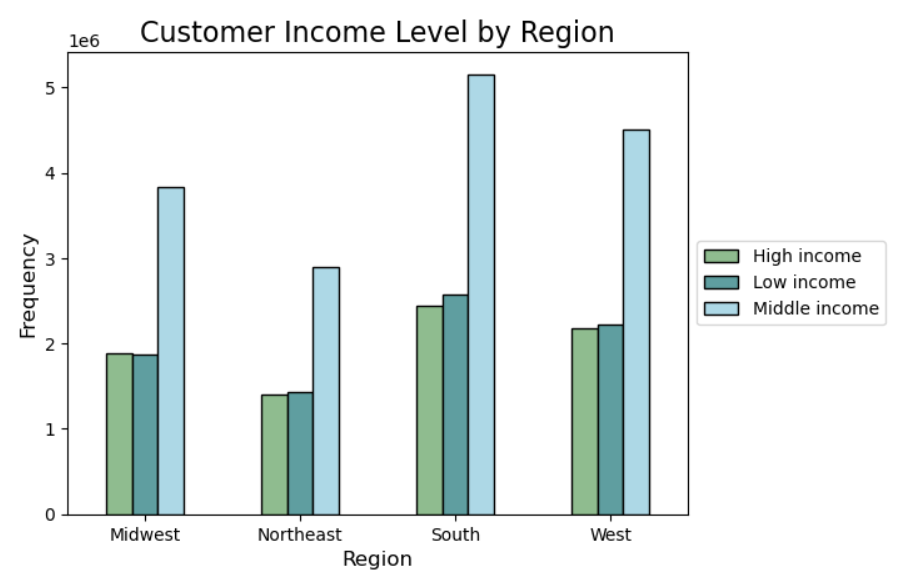 Customer Income Level by Region
1e6
5
4
3
2
1
0
Frequency
Midwest Northeast South West
Region
High income
Low income
Middle income